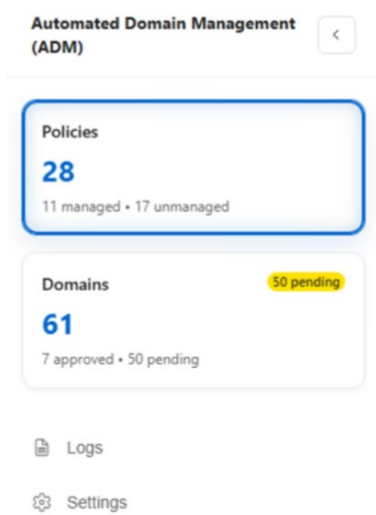 Automated Domain Management
(ADM)
Policies
28
11 managed • 17 unmanaged
Domains
50 pending
61
7 approved • 50 pending
Logs
Settings